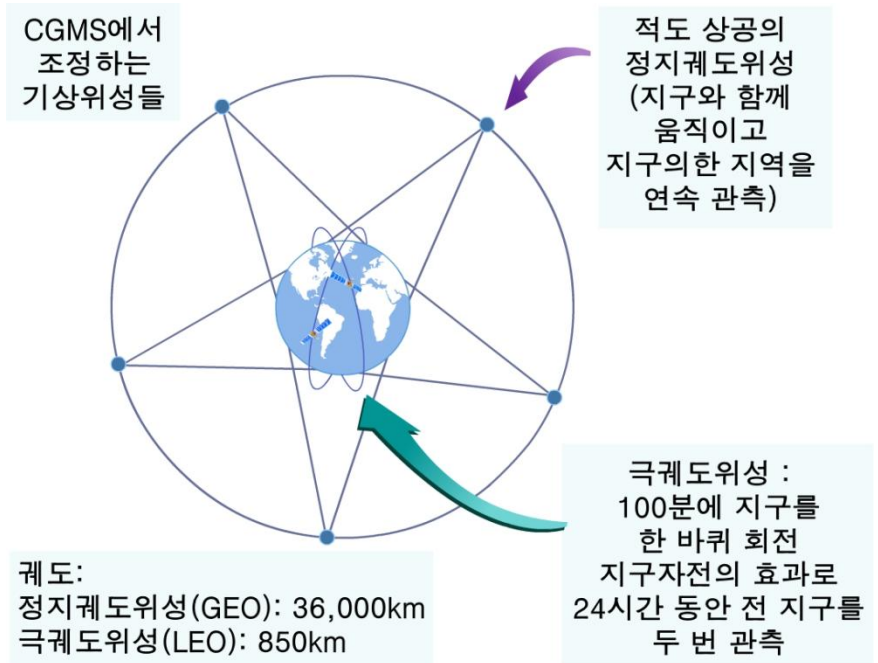 CGMS에서
조정하는
기상위성들
적도 상공의
정지궤도위성
(지구와 함께
움직이고
지구의한 지역을
연속 관측)
극궤도위성 :
100분에 지구를
한 바퀴 회전
지구자전의 효과로
24시간 동안 전 지구를
두 번 관측
궤도:
정지궤도위성(GEO): 36,000km
극궤도위성(LEO): 850km